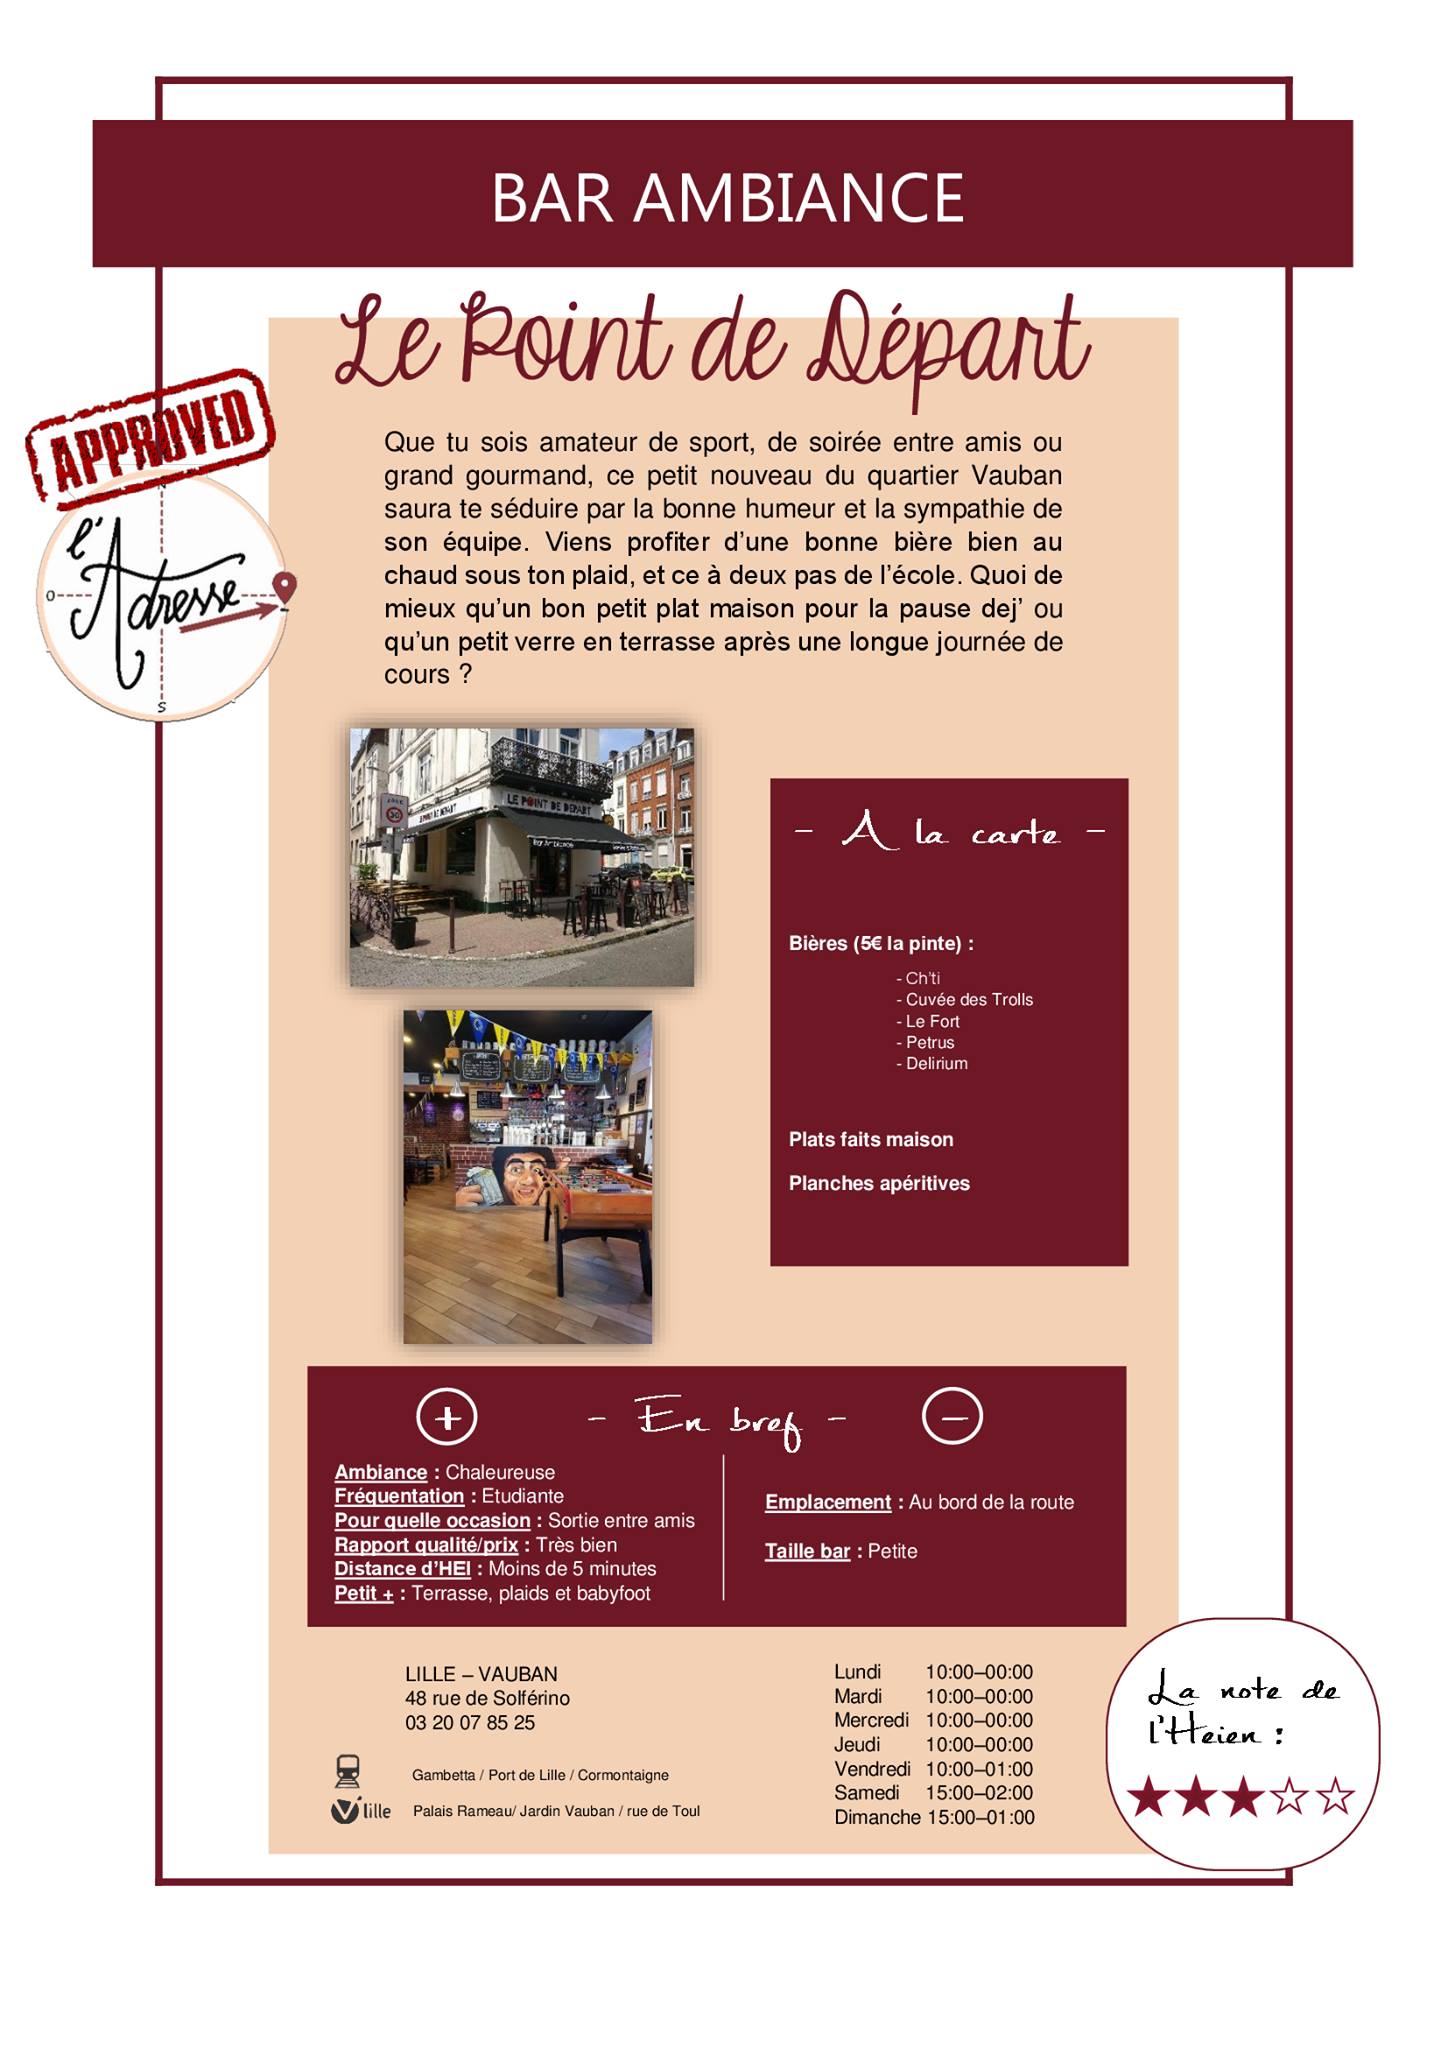 BAR AMBIANCE
Le Point de Départ
APPROVED
l'Adresse
O
S
Que tu sois amateur de sport, de soirée entre amis ou
grand gourmand, ce petit nouveau du quartier Vauban
saura te séduire par la bonne humeur et la sympathie de
son équipe. Viens profiter d’une bonne bière bien au
chaud sous ton plaid, et ce à deux pas de l’école. Quoi de
mieux qu’un bon petit plat maison pour la pause dej’ ou
qu’un petit verre en terrasse après une longue journée de
cours ?
LE POINT DE DEPART
LE POINT DE DEPART
30
- A la carte -
Bières (5€ la pinte) :
- Ch’ti
- Cuvée des Trolls
- Le Fort
- Petrus
- Delirium
Plats faits maison
Planches apéritives
+ - En bref - –
Ambiance : Chaleureuse
Fréquentation : Etudiante
Pour quelle occasion : Sortie entre amis
Rapport qualité/prix : Très bien
Distance d’HEI : Moins de 5 minutes
Petit + : Terrasse, plaids et babyfoot
Emplacement : Au bord de la route
Taille bar : Petite
LILLE – VAUBAN
48 rue de Solférino
03 20 07 85 25
Gambetta / Port de Lille / Cormontaigne
V'lille Palais Rameau/ Jardin Vauban / rue de Toul
Lundi 10:00–00:00
Mardi 10:00–00:00
Mercredi 10:00–00:00
Jeudi 10:00–00:00
Vendredi 10:00–01:00
Samedi 15:00–02:00
Dimanche 15:00–01:00
La note de
l'Heien :